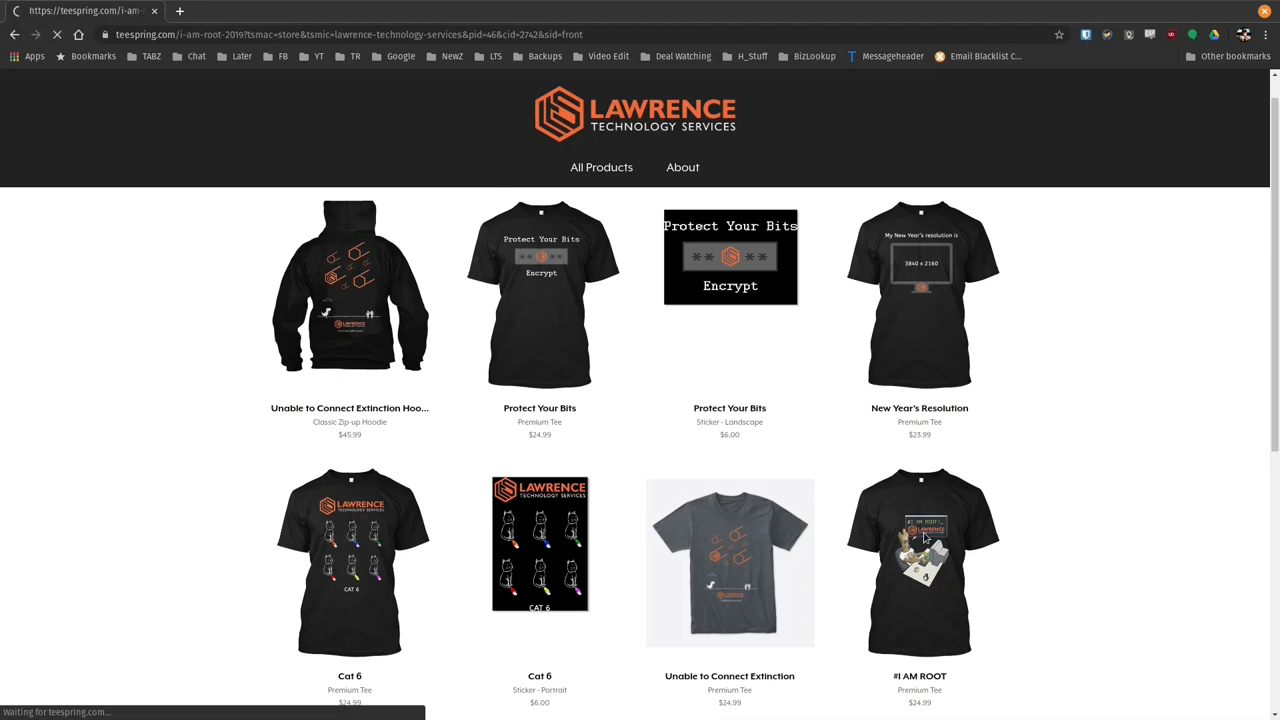 https://teespring.com/i-am-
teespring.com/i-am-root-2019?tsmac=store&tsmic=lawrence-technology-services&pid=46&cid=2742&sid=front
Apps Bookmarks TABZ Chat Later FB YT TR Google NewZ LTS Backups Video Edit Deal Watching H_Stuff BizLookup Messageheader Email Blacklist C... Other bookmarks
LAWRENCE
TECHNOLOGY SERVICES
All Products About
Protect Your Bits
Encrypt
Protect Your Bits
** **
Encrypt
My New Year's resolution is
3840 x 2160
Unable to Connect Extinction Hoo... Protect Your Bits Protect Your Bits New Year's Resolution
Classic Zip-up Hoodie Premium Tee Sticker - Landscape Premium Tee
$45.99 $24.99 $6.00 $23.99
LAWRENCE
TECHNOLOGY SERVICES
CAT 6
LAWRENCE
TECHNOLOGY SERVICES
CAT 6
#I AM ROOT:_
LAWRENCE
Cat 6 Cat 6 Unable to Connect Extinction #I AM ROOT
Premium Tee Sticker - Portrait Premium Tee Premium Tee
$24.99 $6.00 $24.99 $24.99
Waiting for teespring.com...